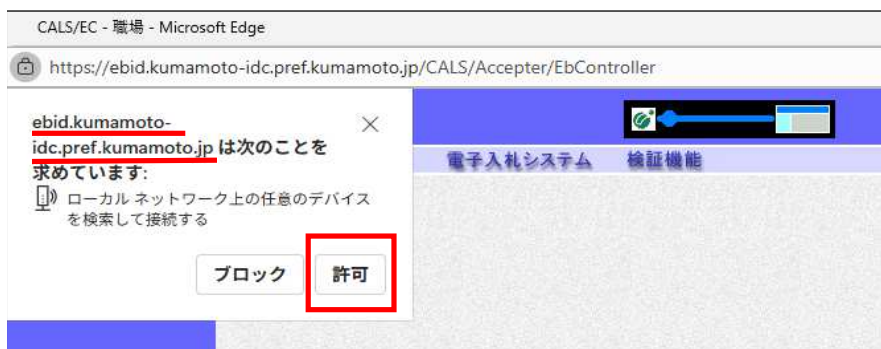 CALS/EC - 職場 - Microsoft Edge
https://ebid.kumamoto-idc.pref.kumamoto.jp/CALS/Accepter/EbController
ebid.kumamoto-
idc.pref.kumamoto.jp は次のことを
求めています:
ローカル ネットワーク上の任意のデバイス
を検索して接続する
ブロック 許可
電子入札システム 検証機能